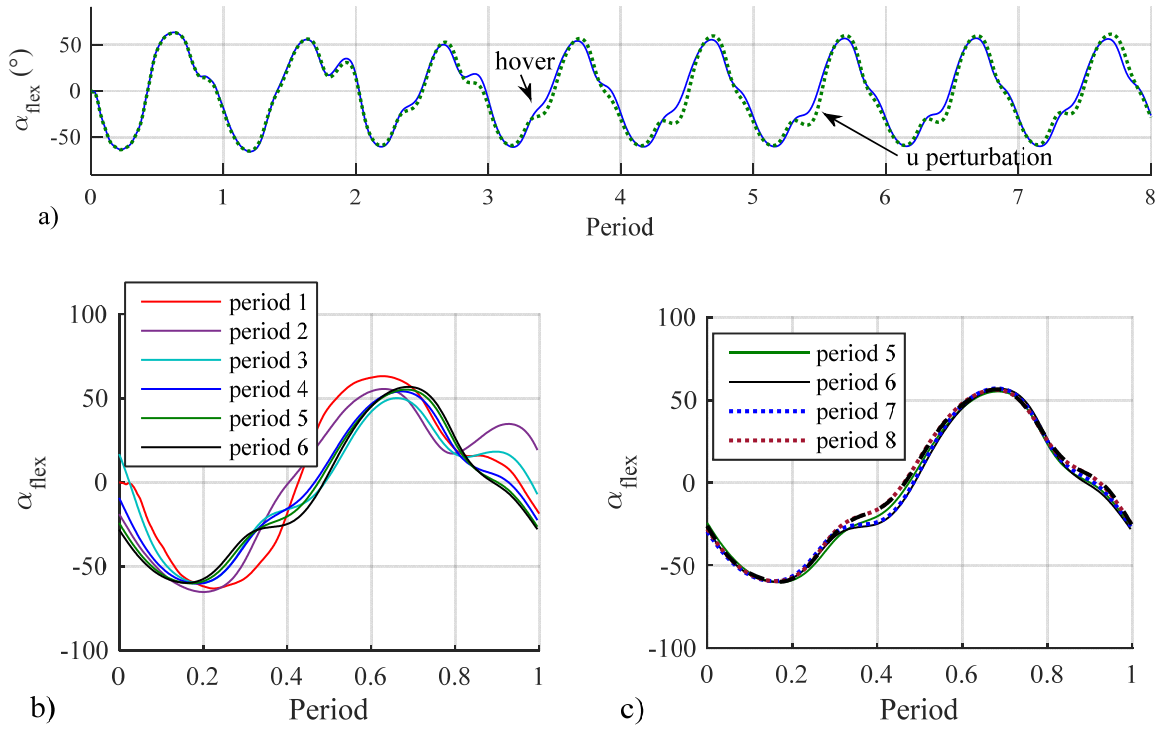 50
0
-50
α flex (°)
hover
u perturbation
0 1 2 3 4 5 6 7 8
Period
a)
period 1
period 2
period 3
period 4
period 5
period 6
100
50
0
-50
-100
α flex
0 0.2 0.4 0.6 0.8 1
Period
b)
period 5
period 6
period 7
period 8
100
50
0
-50
-100
α flex
0 0.2 0.4 0.6 0.8 1
Period
c)